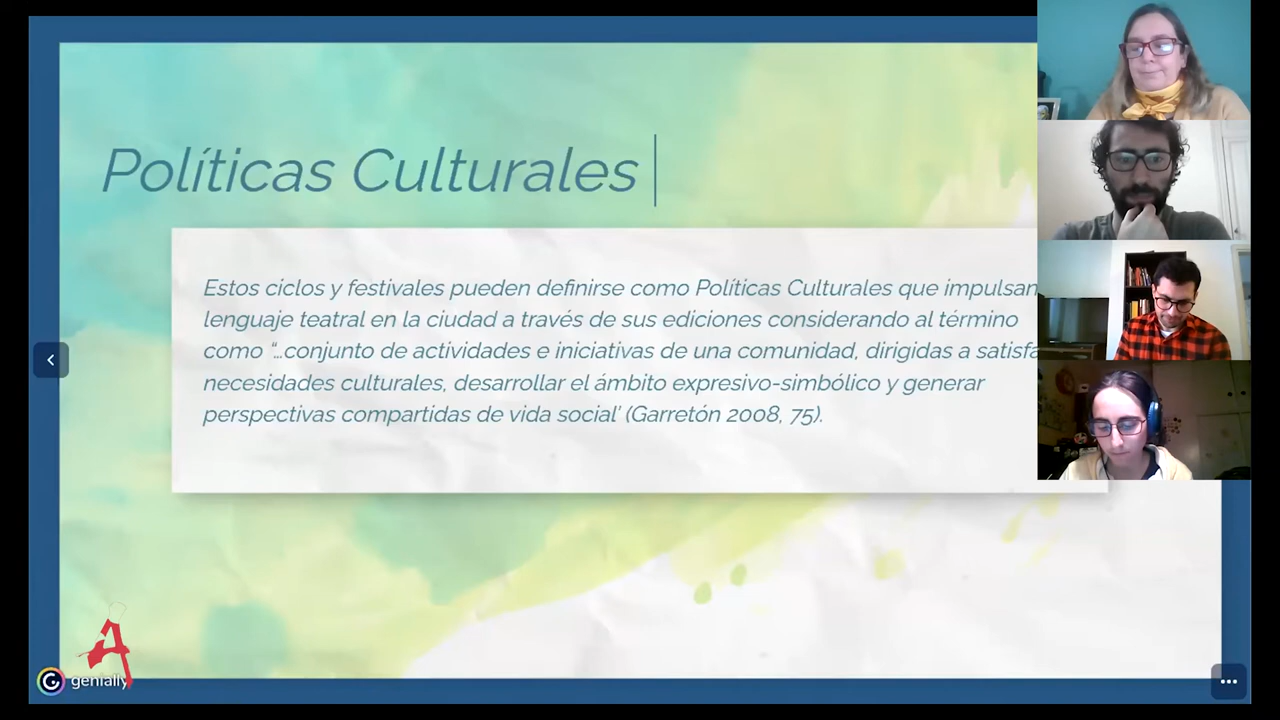 Políticas Culturales
Estos ciclos y festivales pueden definirse como Políticas Culturales que impulsan
lenguaje teatral en la ciudad a través de sus ediciones considerando al término
como “...conjunto de actividades e iniciativas de una comunidad, dirigidas a satisfa
necesidades culturales, desarrollar el ámbito expresivo-simbólico y generar
perspectivas compartidas de vida social’ (Garretón 2008, 75).
A
genially